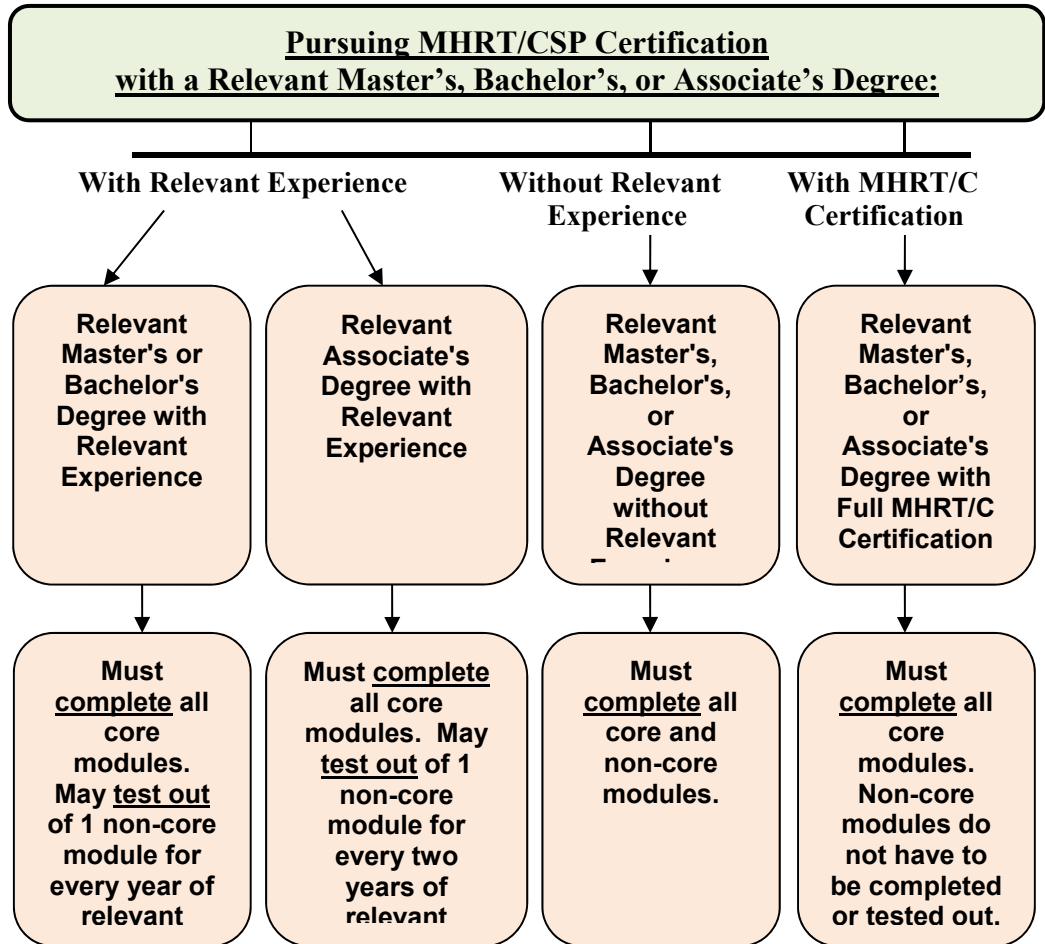 Pursuing MHRT/CSP Certification
with a Relevant Master’s, Bachelor’s, or Associate’s Degree:
With Relevant Experience
Without Relevant
Experience
With MHRT/C
Certification
Relevant
Master's or
Bachelor's
Degree with
Relevant
Experience
Relevant
Associate's
Degree with
Relevant
Experience
Relevant
Master's,
Bachelor's,
or
Associate's
Degree
without
Relevant
Relevant
Master's,
Bachelor’s,
or
Associate's
Degree with
Full MHRT/C
Certification
Must
complete all
core
modules.
May test out
of 1 non-core
module for
every year of
relevant
Must complete
all core
modules.  May
test out of 1
non-core
module for
every two
years of
relevant
Must
complete all
core and
non-core
modules.
Must
complete all
core
modules.
Non-core
modules do
not have to
be completed
or tested out.